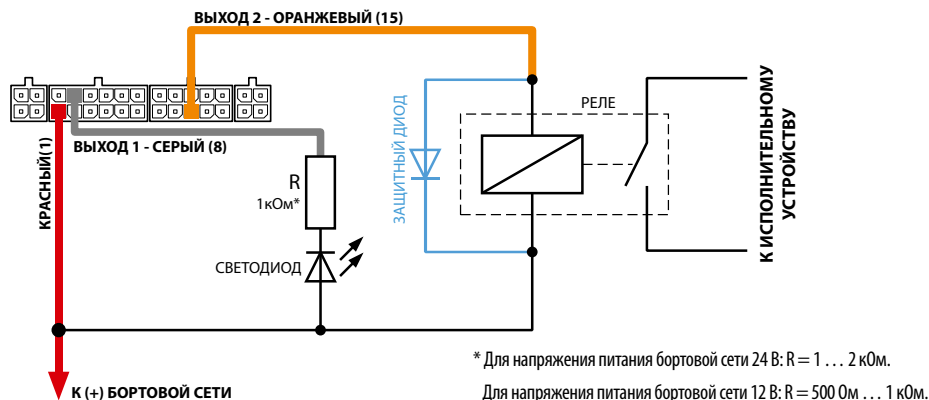 ВЫХОД 2 - ОРАНЖЕВЫЙ (15)
РЕЛЕ
ЗАЩИТНЫЙ ДИОД
К ИСПОЛНИТЕЛЬНОМУ
УСТРОЙСТВУ
КРАСНЫЙ(1)
ВЫХОД 1 - СЕРЫЙ (8)
R
1кОм*
СВЕТОДИОД
К (+) БОРТОВОЙ СЕТИ
* Для напряжения питания бортовой сети 24 В: R = 1 . . . 2 кОм.
Для напряжения питания бортовой сети 12 В: R = 500 Ом . . . 1 кОм.